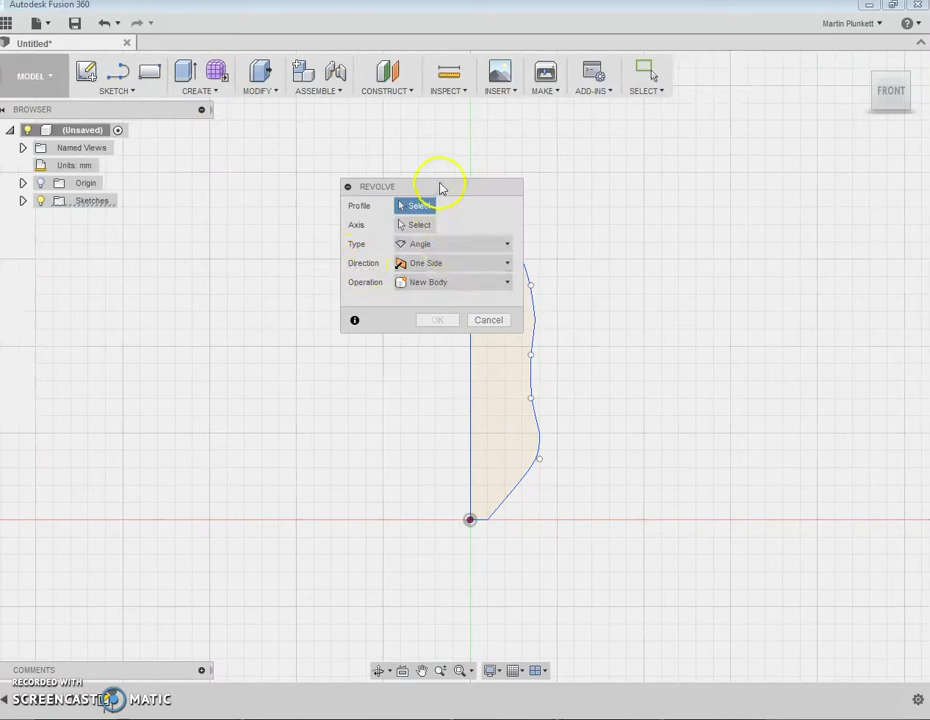 Autodesk Fusion 360
Martin Plunkett
Untitled*
MODEL
SKETCH
CREATE
MODIFY
ASSEMBLE
CONSTRUCT
INSPECT
INSERT
MAKE
ADD-INS
SELECT
BROWSER
(Unsaved)
Named Views
Units: mm
Origin
Sketches
FRONT
REVOLVE
Profile Select
Axis Select
Type Angle
Direction One Side
Operation New Body
OK Cancel
COMMENTS
RECORDED WITH
SCREENCAST MATIC